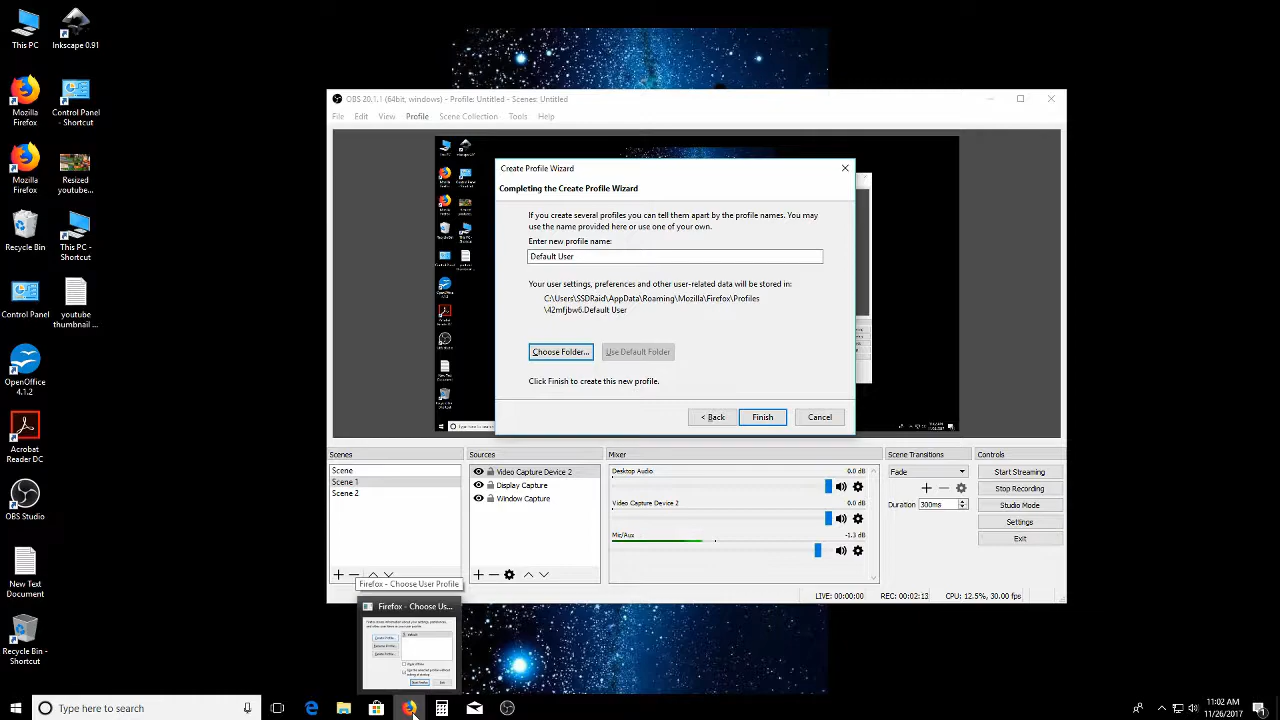 This PC
Inkscape 0.91
Mozilla
Firefox
Control Panel
- Shortcut
Mozilla
Firefox
Resized
youtube...
Recycle Bin
This PC -
Shortcut
Control Panel
youtube
thumbnail ...
OpenOffice
4.1.2
Acrobat
Reader DC
OBS Studio
New Text
Document
Recycle Bin -
Shortcut
OBS 20.1.1 (64bit, windows) - Profile: Untitled - Scenes: Untitled
File Edit View Profile Scene Collection Tools Help
Create Profile Wizard
Completing the Create Profile Wizard
If you create several profiles you can tell them apart by the profile names. You may
use the name provided here or use one of your own.
Enter new profile name:
Default User
Your user settings, preferences and other user-related data will be stored in:
C:\Users\SSDRaid\AppData\Roaming\Mozilla\Firefox\Profiles
\42mfjbw6.Default User
Choose Folder... Use Default Folder
Click Finish to create this new profile.
< Back Finish Cancel
Scenes
Scene
Scene 1
Scene 2
Sources
Video Capture Device 2
Display Capture
Window Capture
Mixer
Desktop Audio 0.0 dB
Video Capture Device 2 0.0 dB
Mic/Aux -1.3 dB
Scene Transitions
Fade
Duration 300ms
Controls
Start Streaming
Stop Recording
Studio Mode
Settings
Exit
LIVE: 00:00:00 REC: 00:02:13 CPU: 12.5%, 30.00 fps
Firefox - Choose User Profile
Firefox - Choose Us...
Type here to search
11:02 AM
11/26/2017